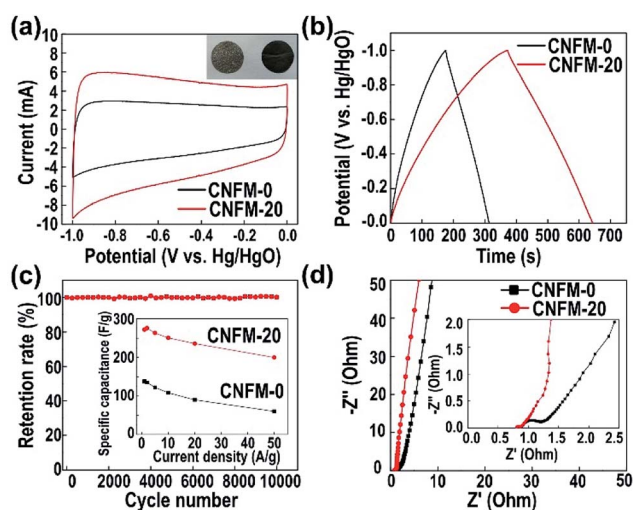 (a)
6
4
2
0
-2
-4
-6
-8
-10
Current (mA)
CNFM-0
CNFM-20
-1.0 -0.8 -0.6 -0.4 -0.2 0.0
Potential (V vs. Hg/HgO)
(b)
-1.0
-0.8
-0.6
-0.4
-0.2
-0.0
Potential (V vs. Hg/HgO)
CNFM-0
CNFM-20
0 100 200 300 400 500 600 700
Time (s)
(c)
120
100
80
60
40
20
0
Retention rate (%)
300
200
100
0
Specific capacitance (F/g)
CNFM-20
CNFM-0
0 10 20 30 40 50
Current density (A/g)
0 2000 4000 6000 8000 10000
Cycle number
(d)
50
40
30
20
10
0
-Z" (Ohm)
CNFM-0
CNFM-20
2.0
1.5
1.0
0.5
0.0
-Z" (Ohm)
0.0 0.5 1.0 1.5 2.0 2.5
Z' (Ohm)
0 10 20 30 40 50
Z' (Ohm)